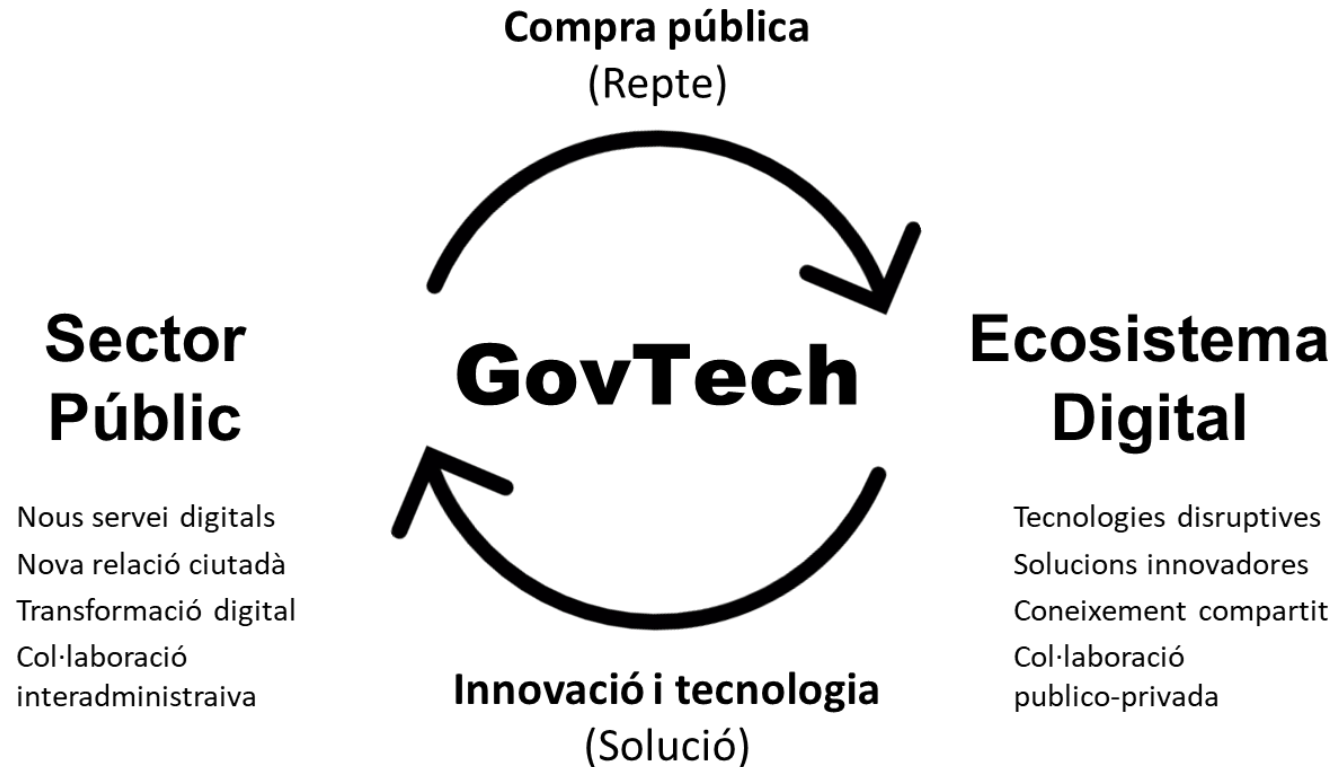 Compra pública
(Repte)
Sector
Públic
GovTech
Ecosistema
Digital
Nous servei digitals
Nova relació ciutadà
Transformació digital
Col·laboració
interadministraiva
Tecnologies disruptives
Solucions innovadores
Coneixement compartit
Col·laboració
publico-privada
Innovació i tecnologia
(Solució)